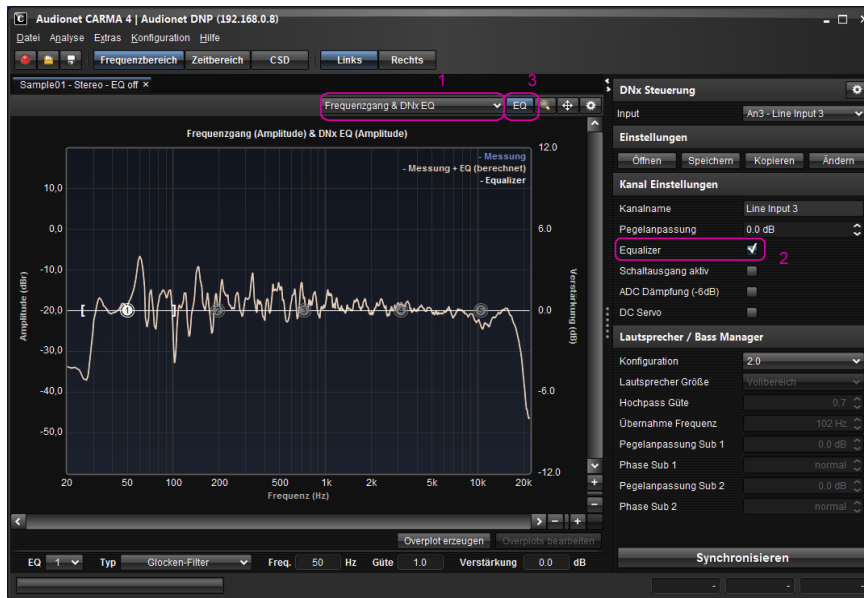 Audionet CARMA 4 | Audionet DNP (192.168.0.8)
Datei Analyse Extras Konfiguration Hilfe
Frequenzbereich Zeitbereich CSD Links Rechts
Sample01 - Stereo - EQ off ×
1 3
Frequenzgang & DNx EQ EQ
Frequenzgang (Amplitude) & DNx EQ (Amplitude)
- Messung
- Messung + EQ (berechnet)
- Equalizer
Amplitude (dBr)
10,0
0,0
-10,0
-20,0
-30,0
-40,0
-50,0
1 2 3 4 5
12.0
6.0
0.0
-6.0
-12.0
Verstärkung (dB)
20 50 100 200 500 1k 2k 5k 10k 20k
Frequenz (Hz)
Overplot erzeugen Overplots bearbeiten
EQ 1 Typ Glocken-Filter Freq. 50 Hz Güte 1.0 Verstärkung 0.0 dB
DNx Steuerung
Input An3 - Line Input 3
Einstellungen
Öffnen Speichern Kopieren Ändern
Kanal Einstellungen
Kanalname Line Input 3
Pegelanpassung 0.0 dB
Equalizer
2
Schaltausgang aktiv
ADC Dämpfung (-6dB)
DC Servo
Lautsprecher / Bass Manager
Konfiguration 2.0
Lautsprecher Größe Vollbereich
Hochpass Güte 0.7
Übernahme Frequenz 102 Hz
Pegelanpassung Sub 1 0.0 dB
Phase Sub 1 normal
Pegelanpassung Sub 2 0.0 dB
Phase Sub 2 normal
Synchronisieren
- - -